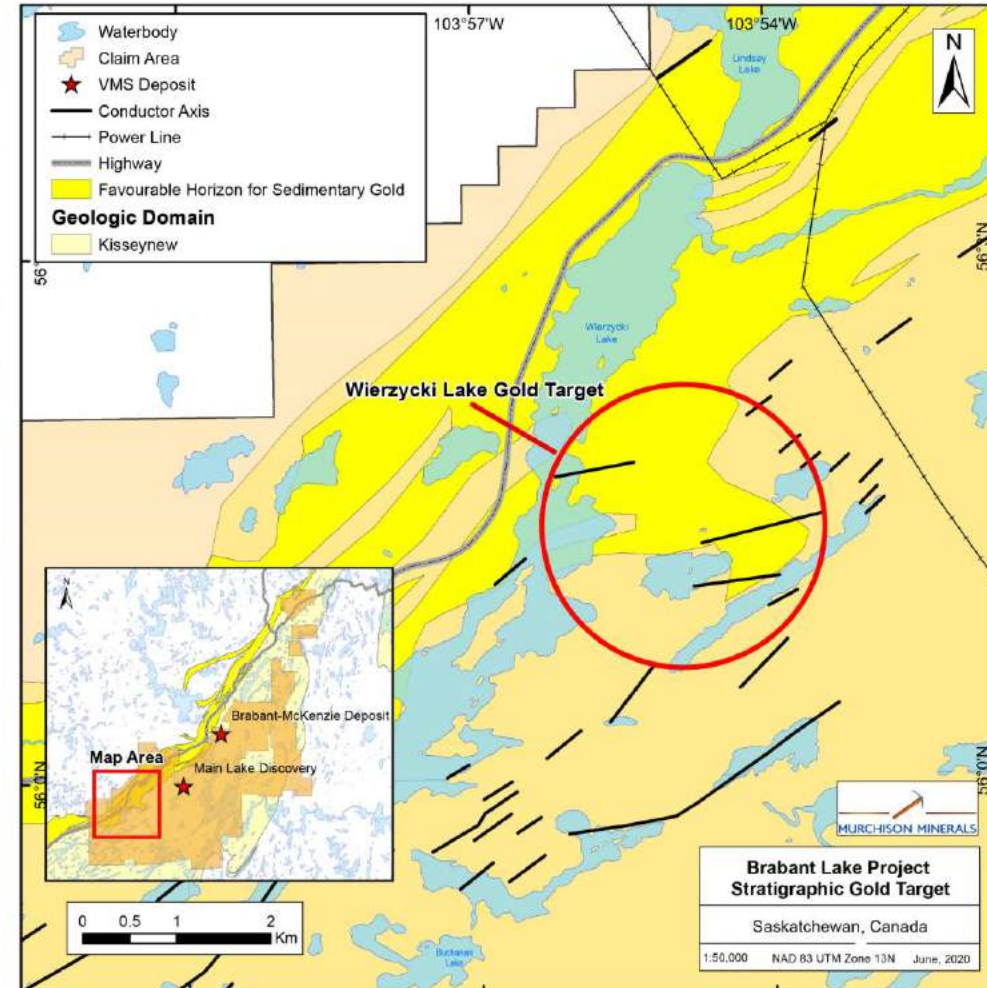 Waterbody
Claim Area
VMS Deposit
Conductor Axis
Power Line
Highway
Favourable Horizon for Sedimentary Gold
Geologic Domain
Kisseynew
103°57'W
103°54'W
N
Lindsay
Lake
Wierzycki
Lake
Wierzycki Lake Gold Target
N
Brabant-McKenzie Deposit
Main Lake Discovery
Map Area
56°0'N
56°0'N
0 0.5 1 2
Km
Buchanan
Lake
MURCHISON MINERALS
Brabant Lake Project
Stratigraphic Gold Target
Saskatchewan, Canada
1:50,000 NAD 83 UTM Zone 13N June, 2020